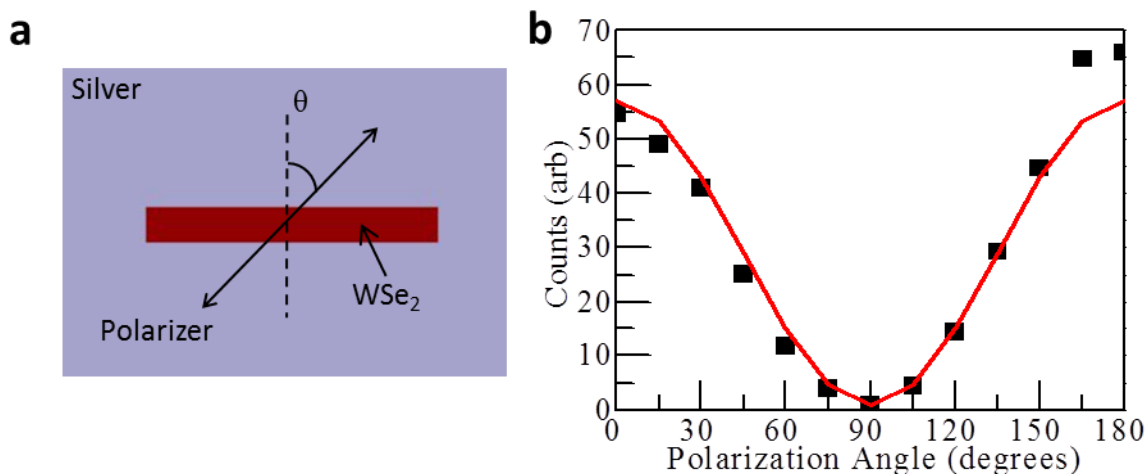 a
Silver
θ
WSe₂
Polarizer
b
70
60
50
40
30
20
10
0
Counts (arb)
0 30 60 90 120 150 180
Polarization Angle (degrees)